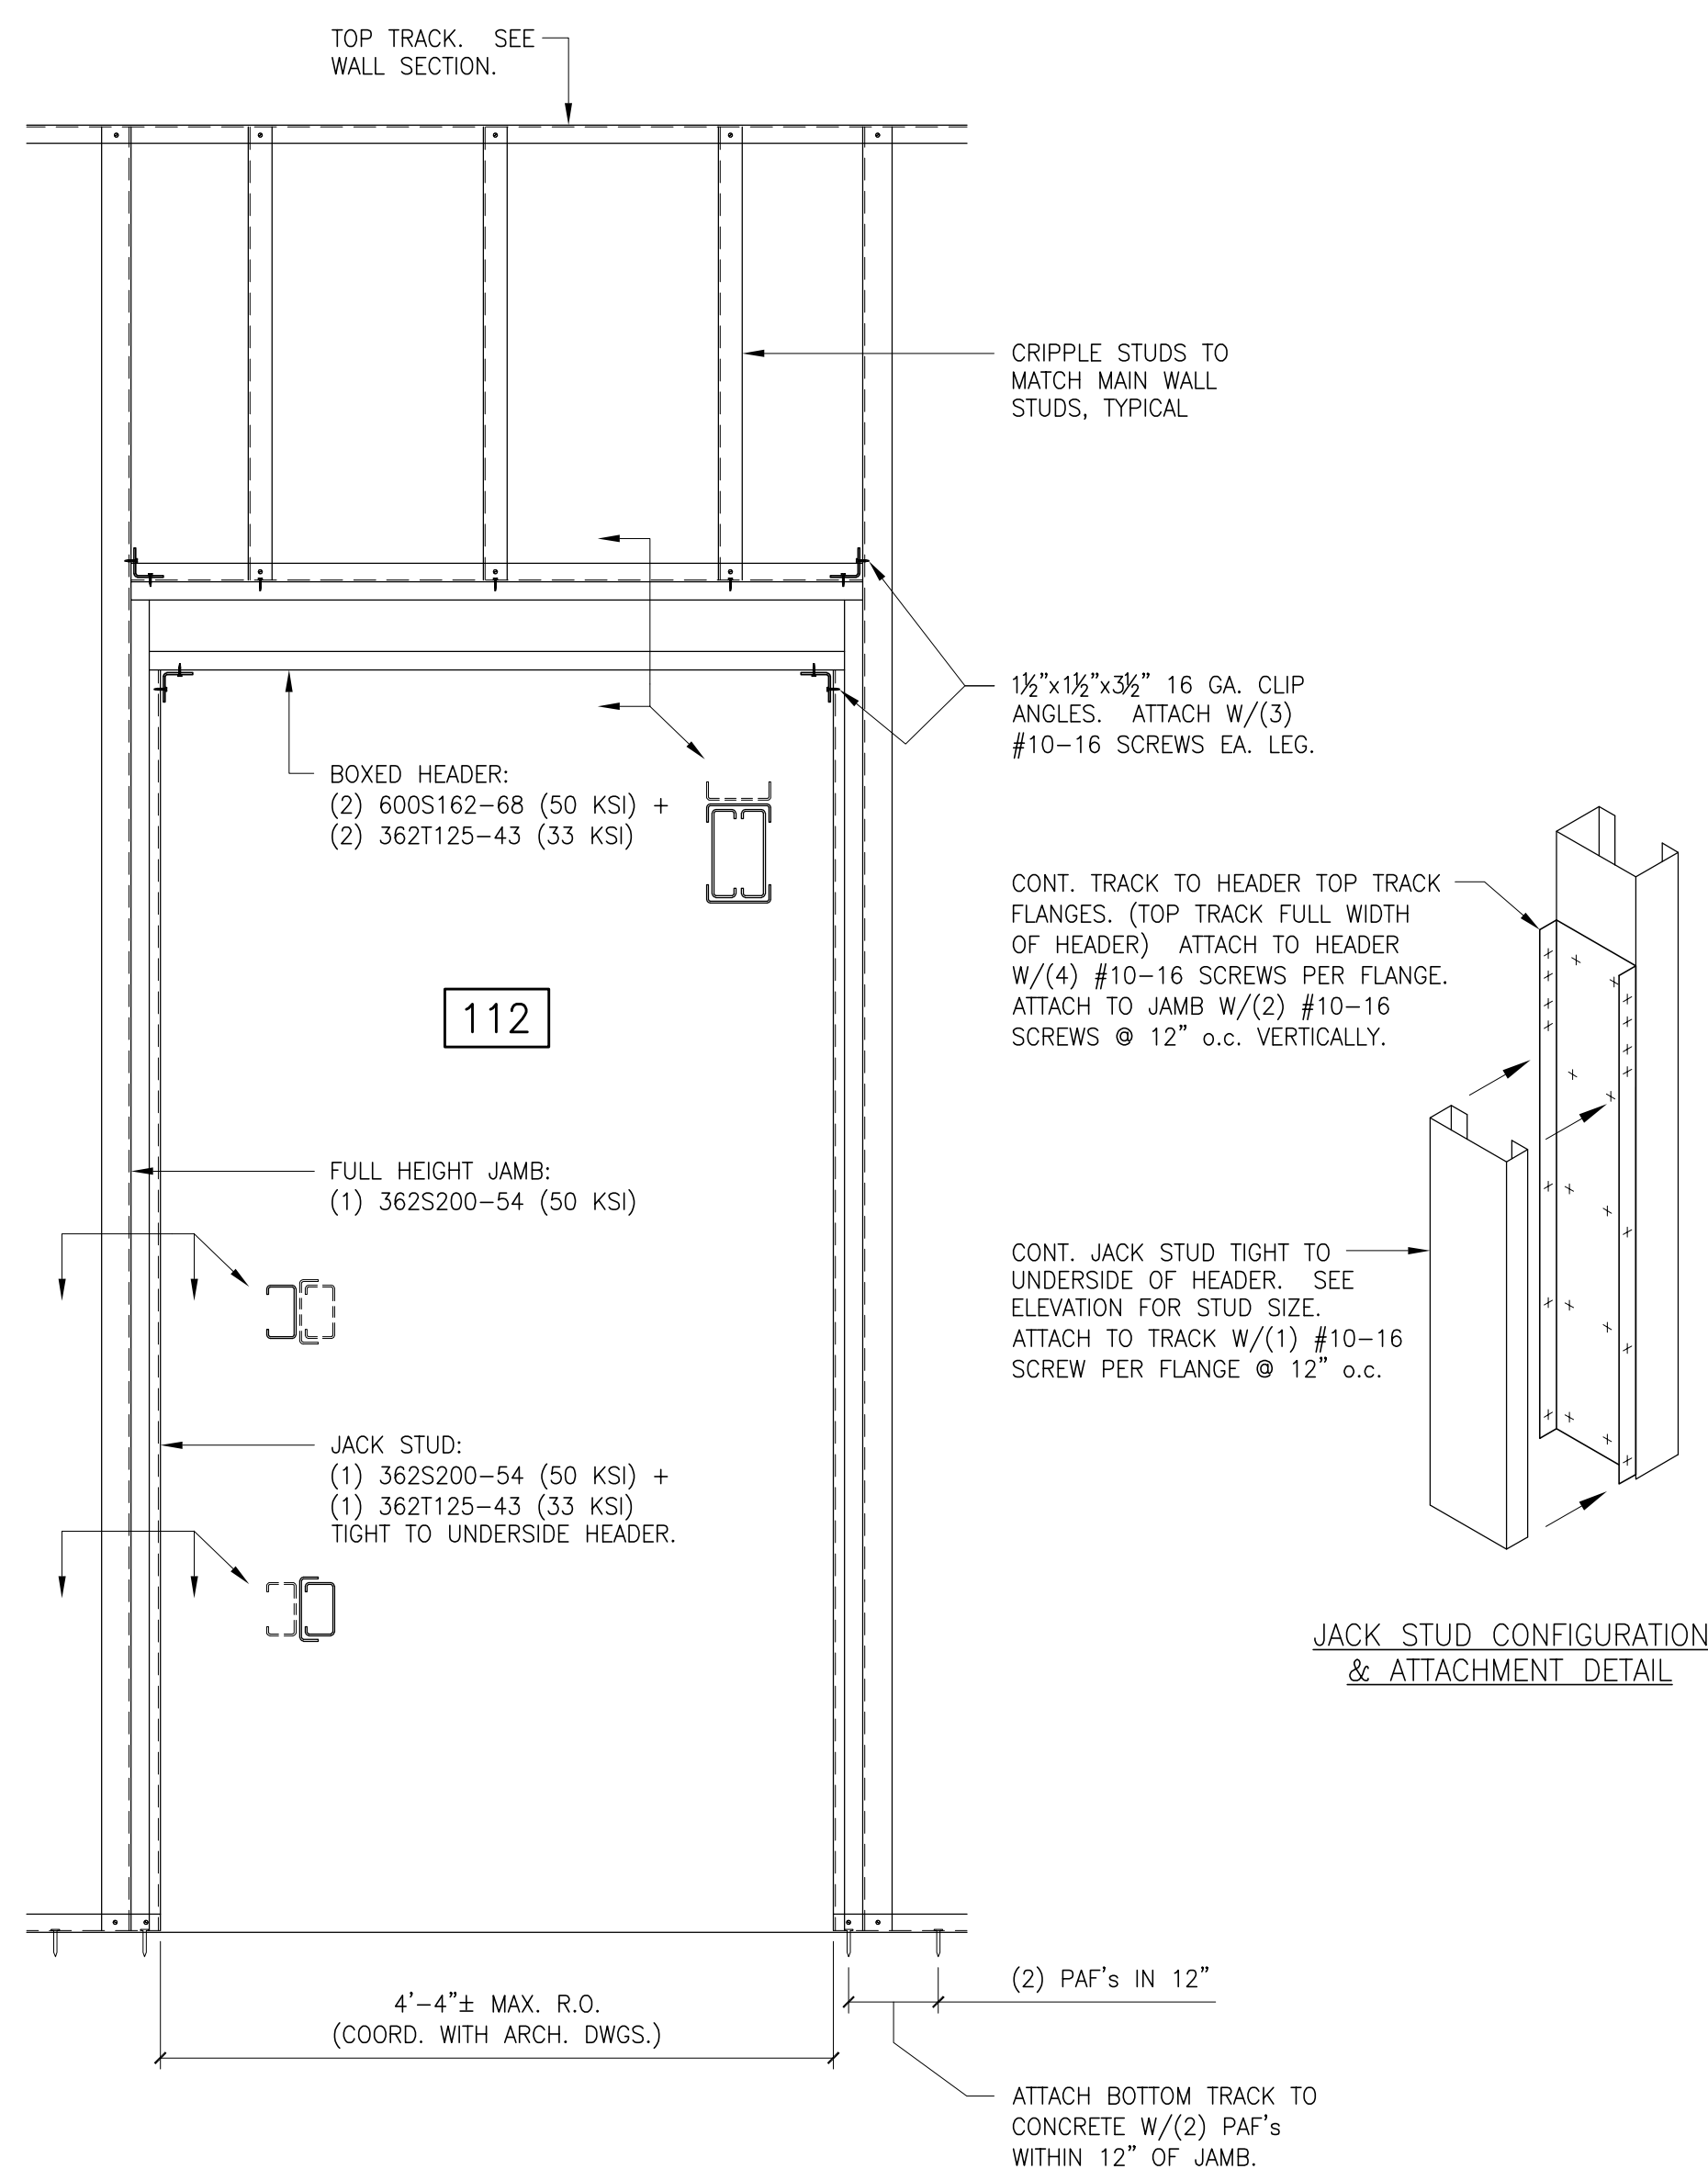 TOP TRACK. SEE
WALL SECTION.
CRIPPLE STUDS TO
MATCH MAIN WALL
STUDS, TYPICAL
1½"x1½"x3½" 16 GA. CLIP
ANGLES. ATTACH W/(3)
#10-16 SCREWS EA. LEG.
BOXED HEADER:
(2) 600S162-68 (50 KSI) +
(2) 362T125-43 (33 KSI)
CONT. TRACK TO HEADER TOP TRACK
FLANGES. (TOP TRACK FULL WIDTH
OF HEADER) ATTACH TO HEADER
W/(4) #10-16 SCREWS PER FLANGE.
ATTACH TO JAMB W/(2) #10-16
SCREWS @ 12" o.c. VERTICALLY.
112
FULL HEIGHT JAMB:
(1) 362S200-54 (50 KSI)
CONT. JACK STUD TIGHT TO
UNDERSIDE OF HEADER. SEE
ELEVATION FOR STUD SIZE.
ATTACH TO TRACK W/(1) #10-16
SCREW PER FLANGE @ 12" o.c.
JACK STUD:
(1) 362S200-54 (50 KSI) +
(1) 362T125-43 (33 KSI)
TIGHT TO UNDERSIDE HEADER.
JACK STUD CONFIGURATION
& ATTACHMENT DETAIL
(2) PAF's IN 12"
4'-4"± MAX. R.O.
(COORD. WITH ARCH. DWGS.)
ATTACH BOTTOM TRACK TO
CONCRETE W/(2) PAF's
WITHIN 12" OF JAMB.